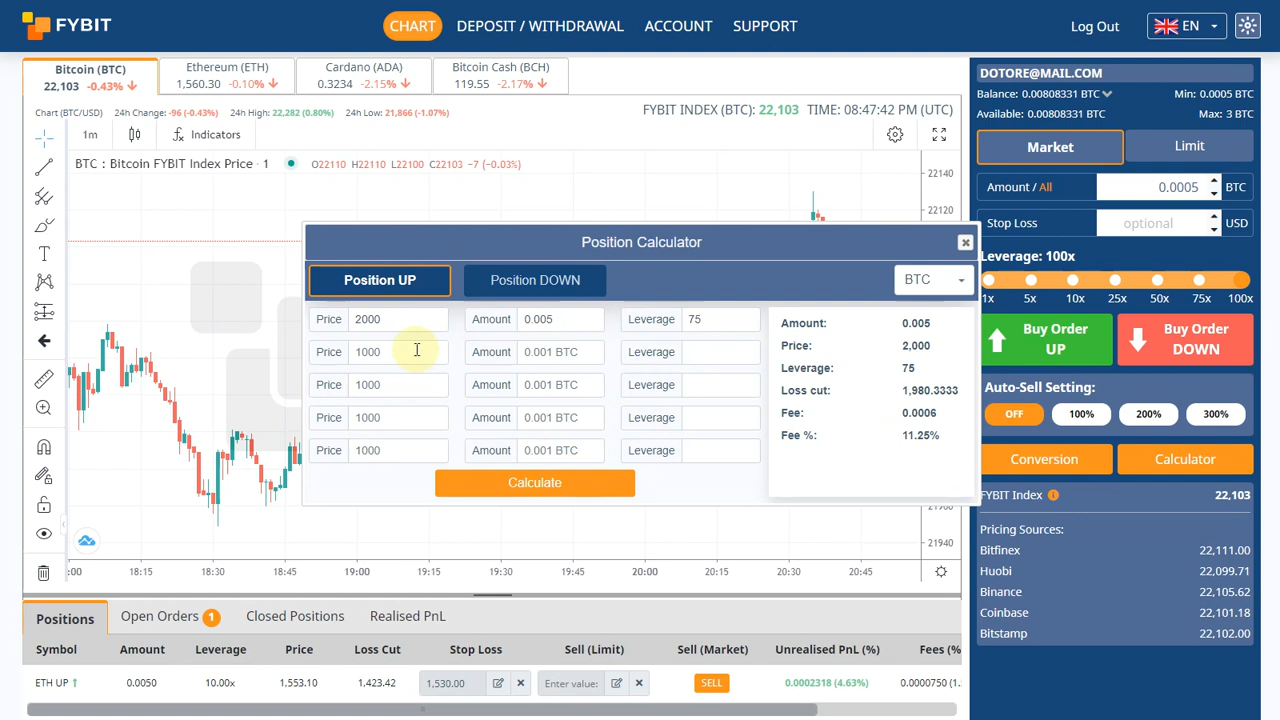 FYBIT
CHART
DEPOSIT / WITHDRAWAL
ACCOUNT
SUPPORT
Log Out
EN
Bitcoin (BTC)
22,103 -0.43%
Ethereum (ETH)
1,560.30 -0.10%
Cardano (ADA)
0.3234 -2.15%
Bitcoin Cash (BCH)
119.55 -2.17%
Chart (BTC/USD) 24h Change: -96 (-0.43%) 24h High: 22,282 (0.80%) 24h Low: 21,866 (-1.07%)
FYBIT INDEX (BTC): 22,103 TIME: 08:47:42 PM (UTC)
1m
Indicators
BTC : Bitcoin FYBIT Index Price · 1
O22110 H22110 L22100 C22103 −7 (−0.03%)
22140
22120
21940
Position Calculator
Position UP
Position DOWN
BTC
Price 2000 Amount 0.005 Leverage 75
Price 1000 Amount 0.001 BTC Leverage
Price 1000 Amount 0.001 BTC Leverage
Price 1000 Amount 0.001 BTC Leverage
Price 1000 Amount 0.001 BTC Leverage
Calculate
Amount: 0.005
Price: 2,000
Leverage: 75
Loss cut: 1,980.3333
Fee: 0.0006
Fee %: 11.25%
:00 18:15 18:30 18:45 19:00 19:15 19:30 19:45 20:00 20:15 20:30 20:45
DOTORE@MAIL.COM
Balance: 0.00808331 BTC Min: 0.0005 BTC
Available: 0.00808331 BTC Max: 3 BTC
Market
Limit
Amount / All 0.0005 BTC
Stop Loss optional USD
Leverage: 100x
1x 5x 10x 25x 50x 75x 100x
Buy Order UP
Buy Order DOWN
Auto-Sell Setting:
OFF 100% 200% 300%
Conversion
Calculator
FYBIT Index 22,103
Pricing Sources:
Bitfinex 22,111.00
Huobi 22,099.71
Binance 22,105.62
Coinbase 22,101.18
Bitstamp 22,102.00
Positions
Open Orders 1
Closed Positions
Realised PnL
Symbol Amount Leverage Price Loss Cut Stop Loss Sell (Limit) Sell (Market) Unrealised PnL (%) Fees (%)
ETH UP 0.0050 10.00x 1,553.10 1,423.42 1,530.00 Enter value: SELL 0.0002318 (4.63%) 0.0000750 (1.